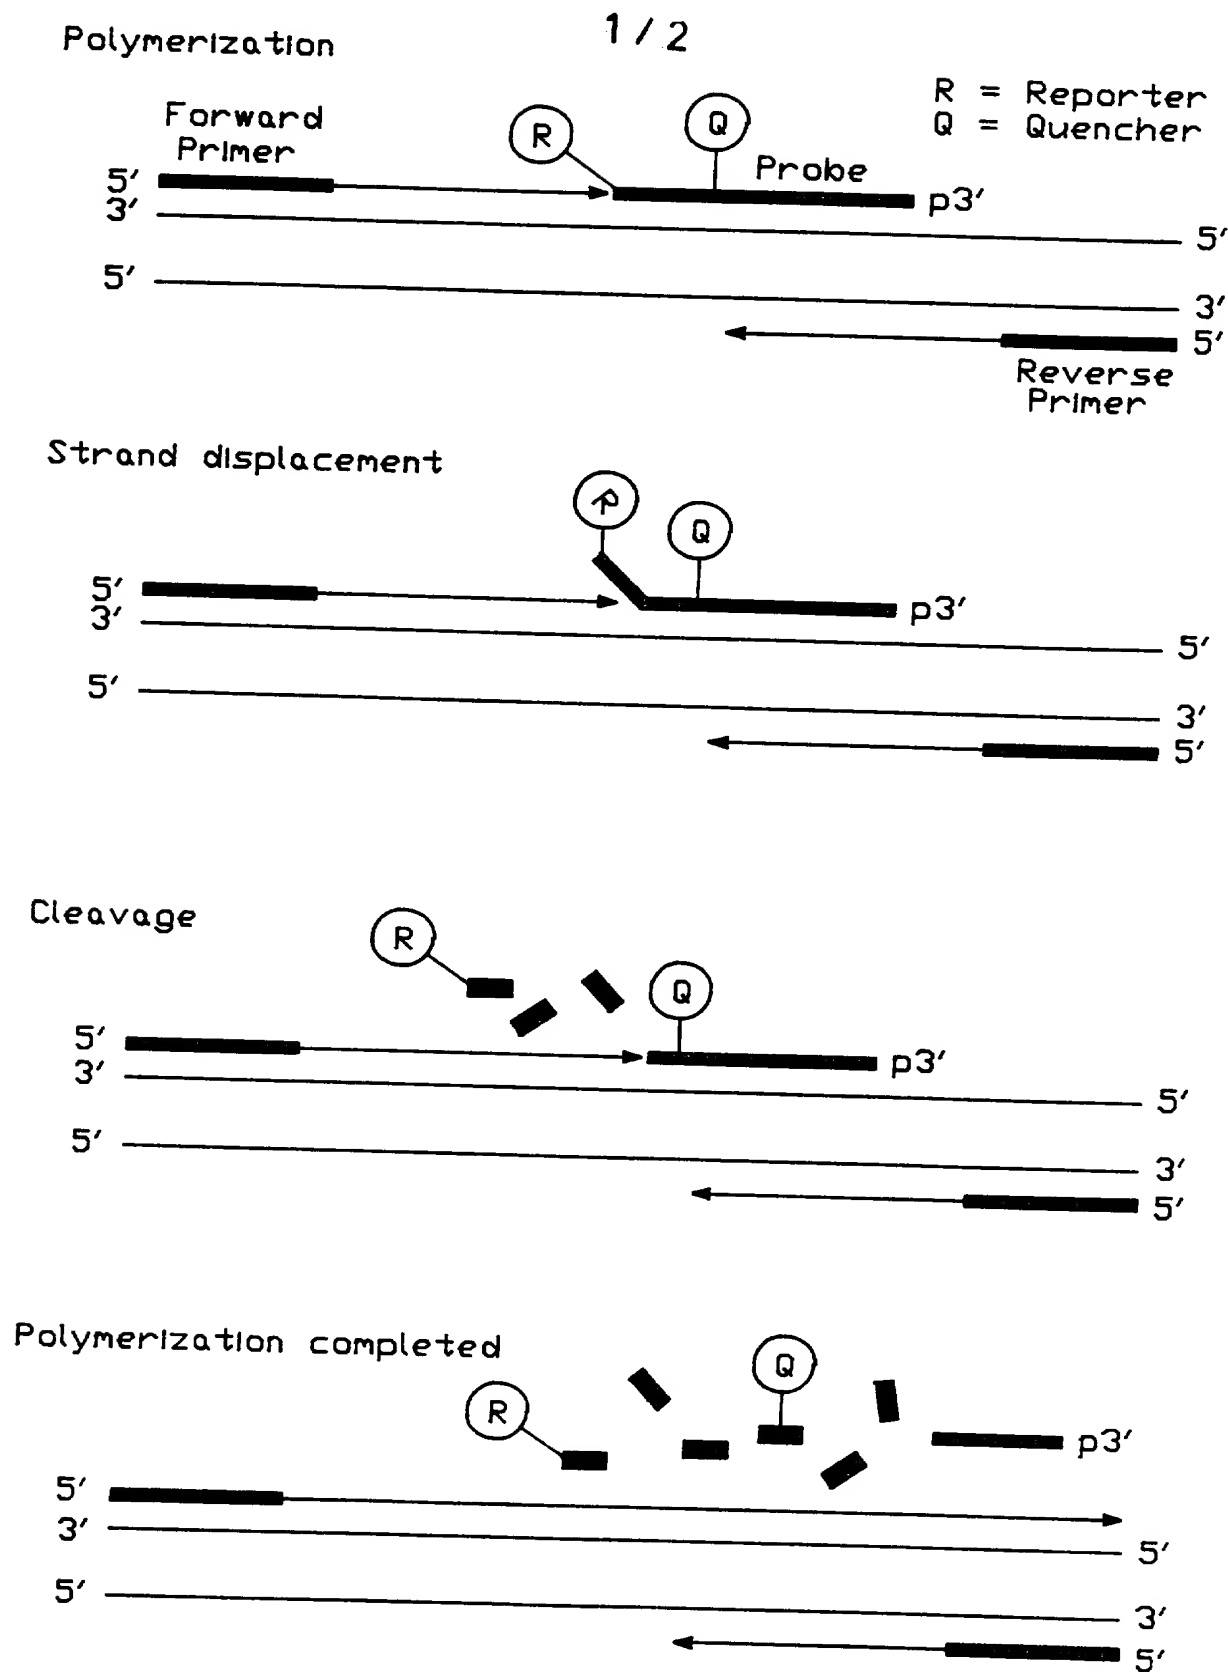 1 / 2
Polymerization
R = Reporter
Q = Quencher
Forward
Primer
R
Q
Probe
5'
p3'
3'
5'
5'
3'
5'
Reverse
Primer
Strand displacement
R
Q
5'
p3'
3'
5'
5'
3'
5'
Cleavage
R
Q
5'
p3'
3'
5'
5'
3'
5'
Polymerization completed
R
Q
p3'
5'
3'
5'
5'
3'
5'